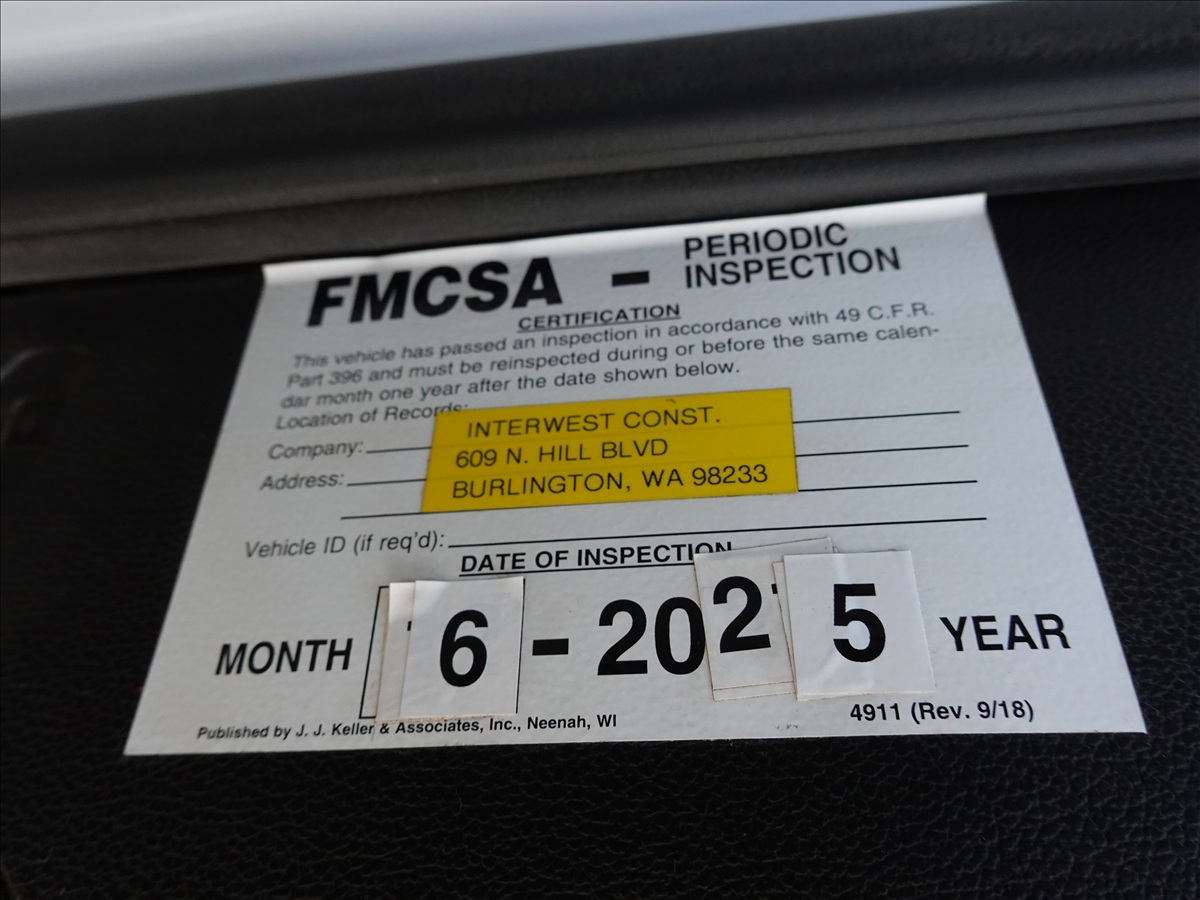 FMCSA - PERIODIC INSPECTION
CERTIFICATION
This vehicle has passed an inspection in accordance with 49 C.F.R.
Part 396 and must be reinspected during or before the same calen-
dar month one year after the date shown below.
Location of Records:
INTERWEST CONST.
Company:
609 N. HILL BLVD
Address:
BURLINGTON, WA 98233
Vehicle ID (if req'd):
DATE OF INSPECTION
MONTH 6 - 2025 YEAR
Published by J. J. Keller & Associates, Inc., Neenah, WI
4911 (Rev. 9/18)